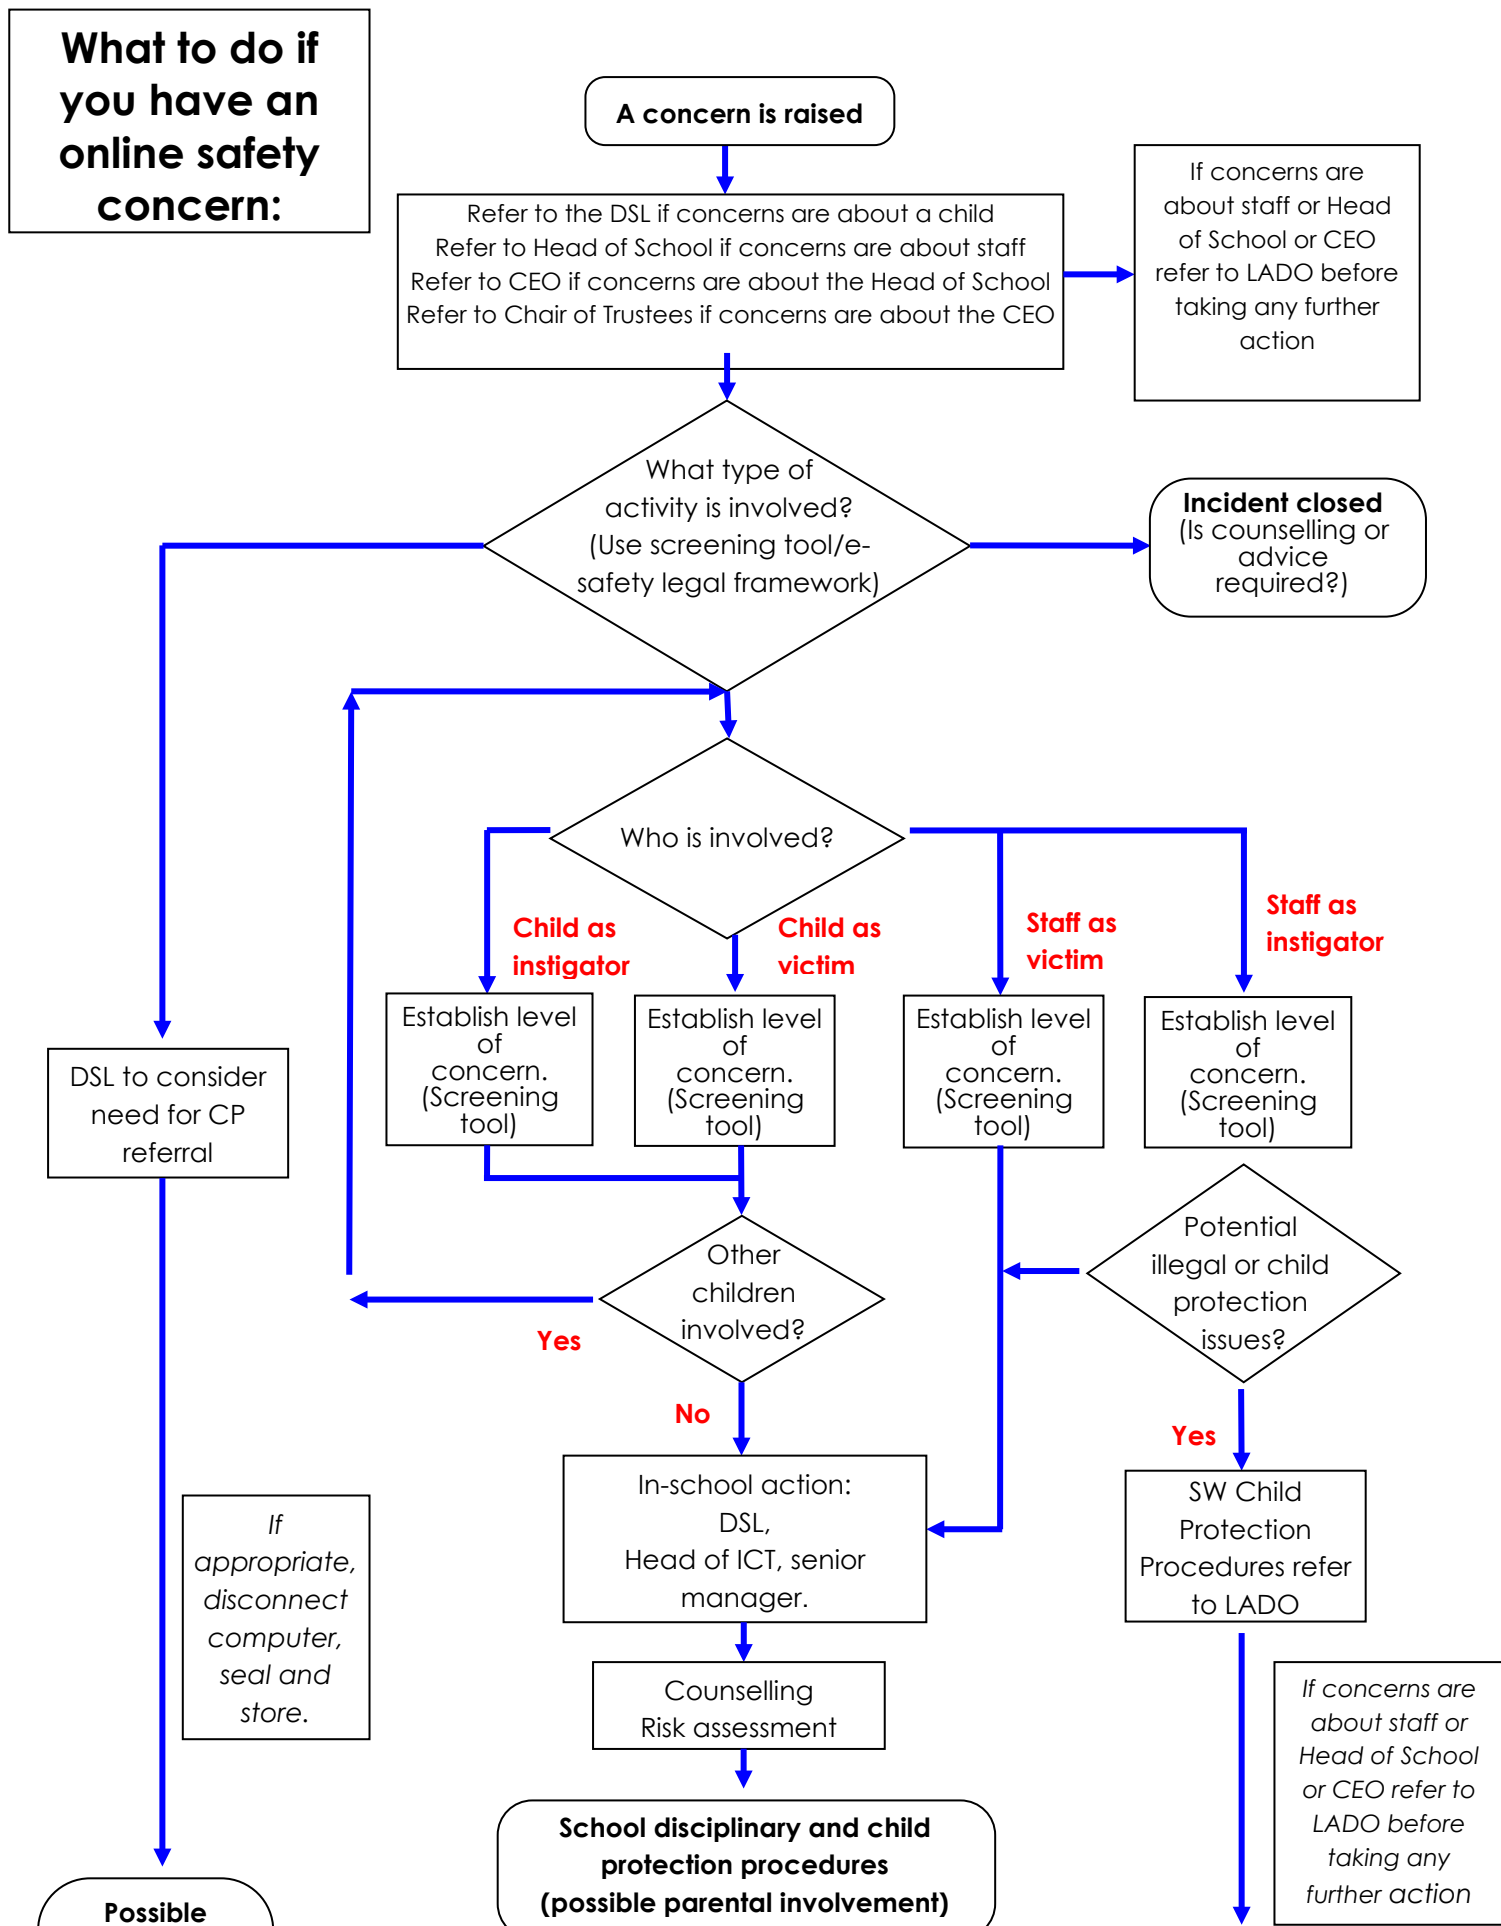 What to do if
you have an
online safety
concern:
A concern is raised
Refer to the DSL if concerns are about a child
Refer to Head of School if concerns are about staff
Refer to CEO if concerns are about the Head of School
Refer to Chair of Trustees if concerns are about the CEO
If concerns are
about staff or Head
of School or CEO
refer to LADO before
taking any further
action
What type of
activity is involved?
(Use screening tool/e-
safety legal framework)
Incident closed
(Is counselling or
advice
required?)
Who is involved?
Child as
instigator
Child as
victim
Staff as
victim
Staff as
instigator
Establish level
of
concern.
(Screening
tool)
Establish level
of
concern.
(Screening
tool)
Establish level
of
concern.
(Screening
tool)
Establish level
of
concern.
(Screening
tool)
DSL to consider
need for CP
referral
Other
children
involved?
Potential
illegal or child
protection
issues?
Yes
No
Yes
In-school action:
DSL,
Head of ICT, senior
manager.
SW Child
Protection
Procedures refer
to LADO
If
appropriate,
disconnect
computer,
seal and
store.
Counselling
Risk assessment
If concerns are
about staff or
Head of School
or CEO refer to
LADO before
taking any
further action
School disciplinary and child
protection procedures
(possible parental involvement)
Possible